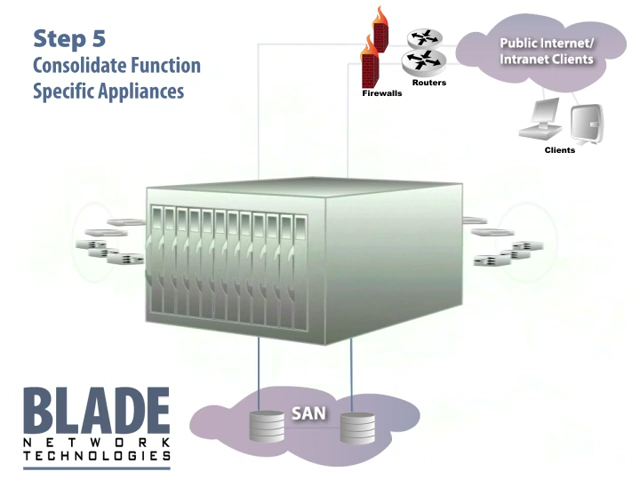 Step 5
Consolidate Function
Specific Appliances
Public Internet/
Intranet Clients
Routers
Firewalls
Clients
SAN
BLADE
NETWORK
TECHNOLOGIES